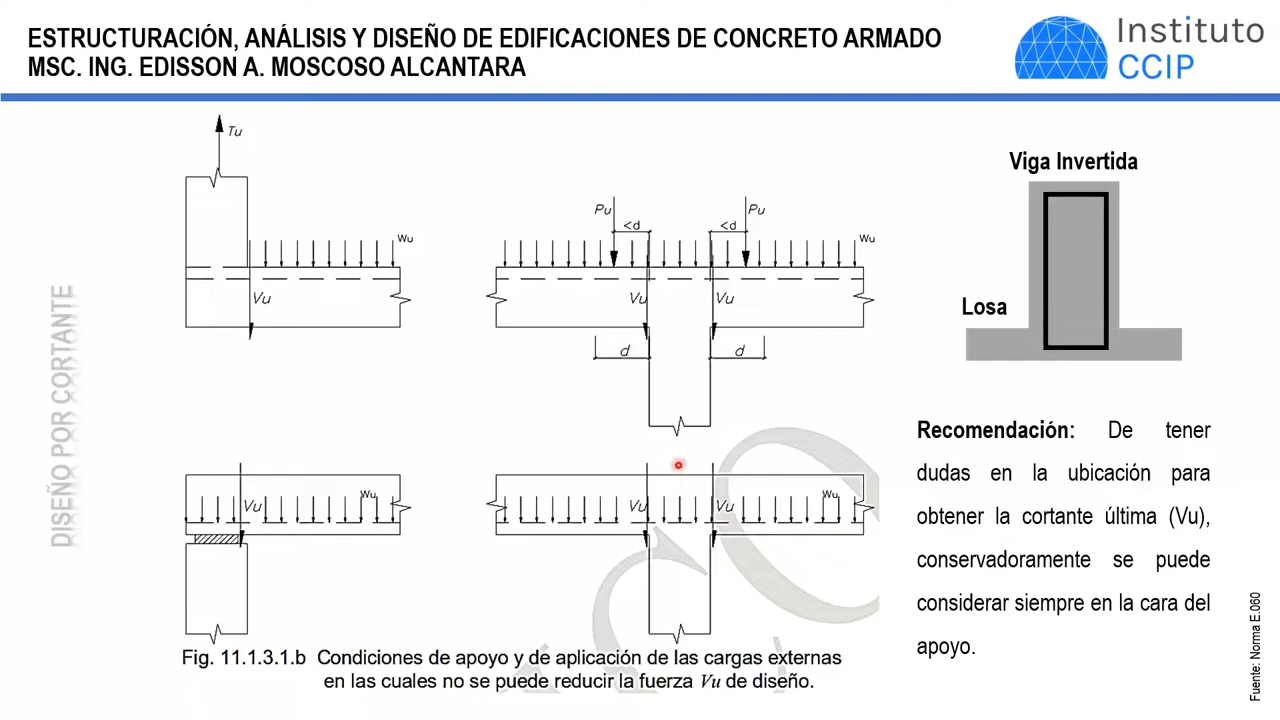 ESTRUCTURACIÓN, ANÁLISIS Y DISEÑO DE EDIFICACIONES DE CONCRETO ARMADO
MSC. ING. EDISSON A. MOSCOSO ALCANTARA
Instituto
CCIP
DISEÑO POR CORTANTE
Tu
Wu
Vu
Pu
<d
<d
Pu
Wu
Vu
Vu
d
d
Wu
Vu
Wu
Vu
Vu
Fig. 11.1.3.1.b Condiciones de apoyo y de aplicación de las cargas externas
en las cuales no se puede reducir la fuerza Vu de diseño.
Viga Invertida
Losa
Recomendación: De tener
dudas en la ubicación para
obtener la cortante última (Vu),
conservadoramente se puede
considerar siempre en la cara del
apoyo.
Fuente: Norma E.060